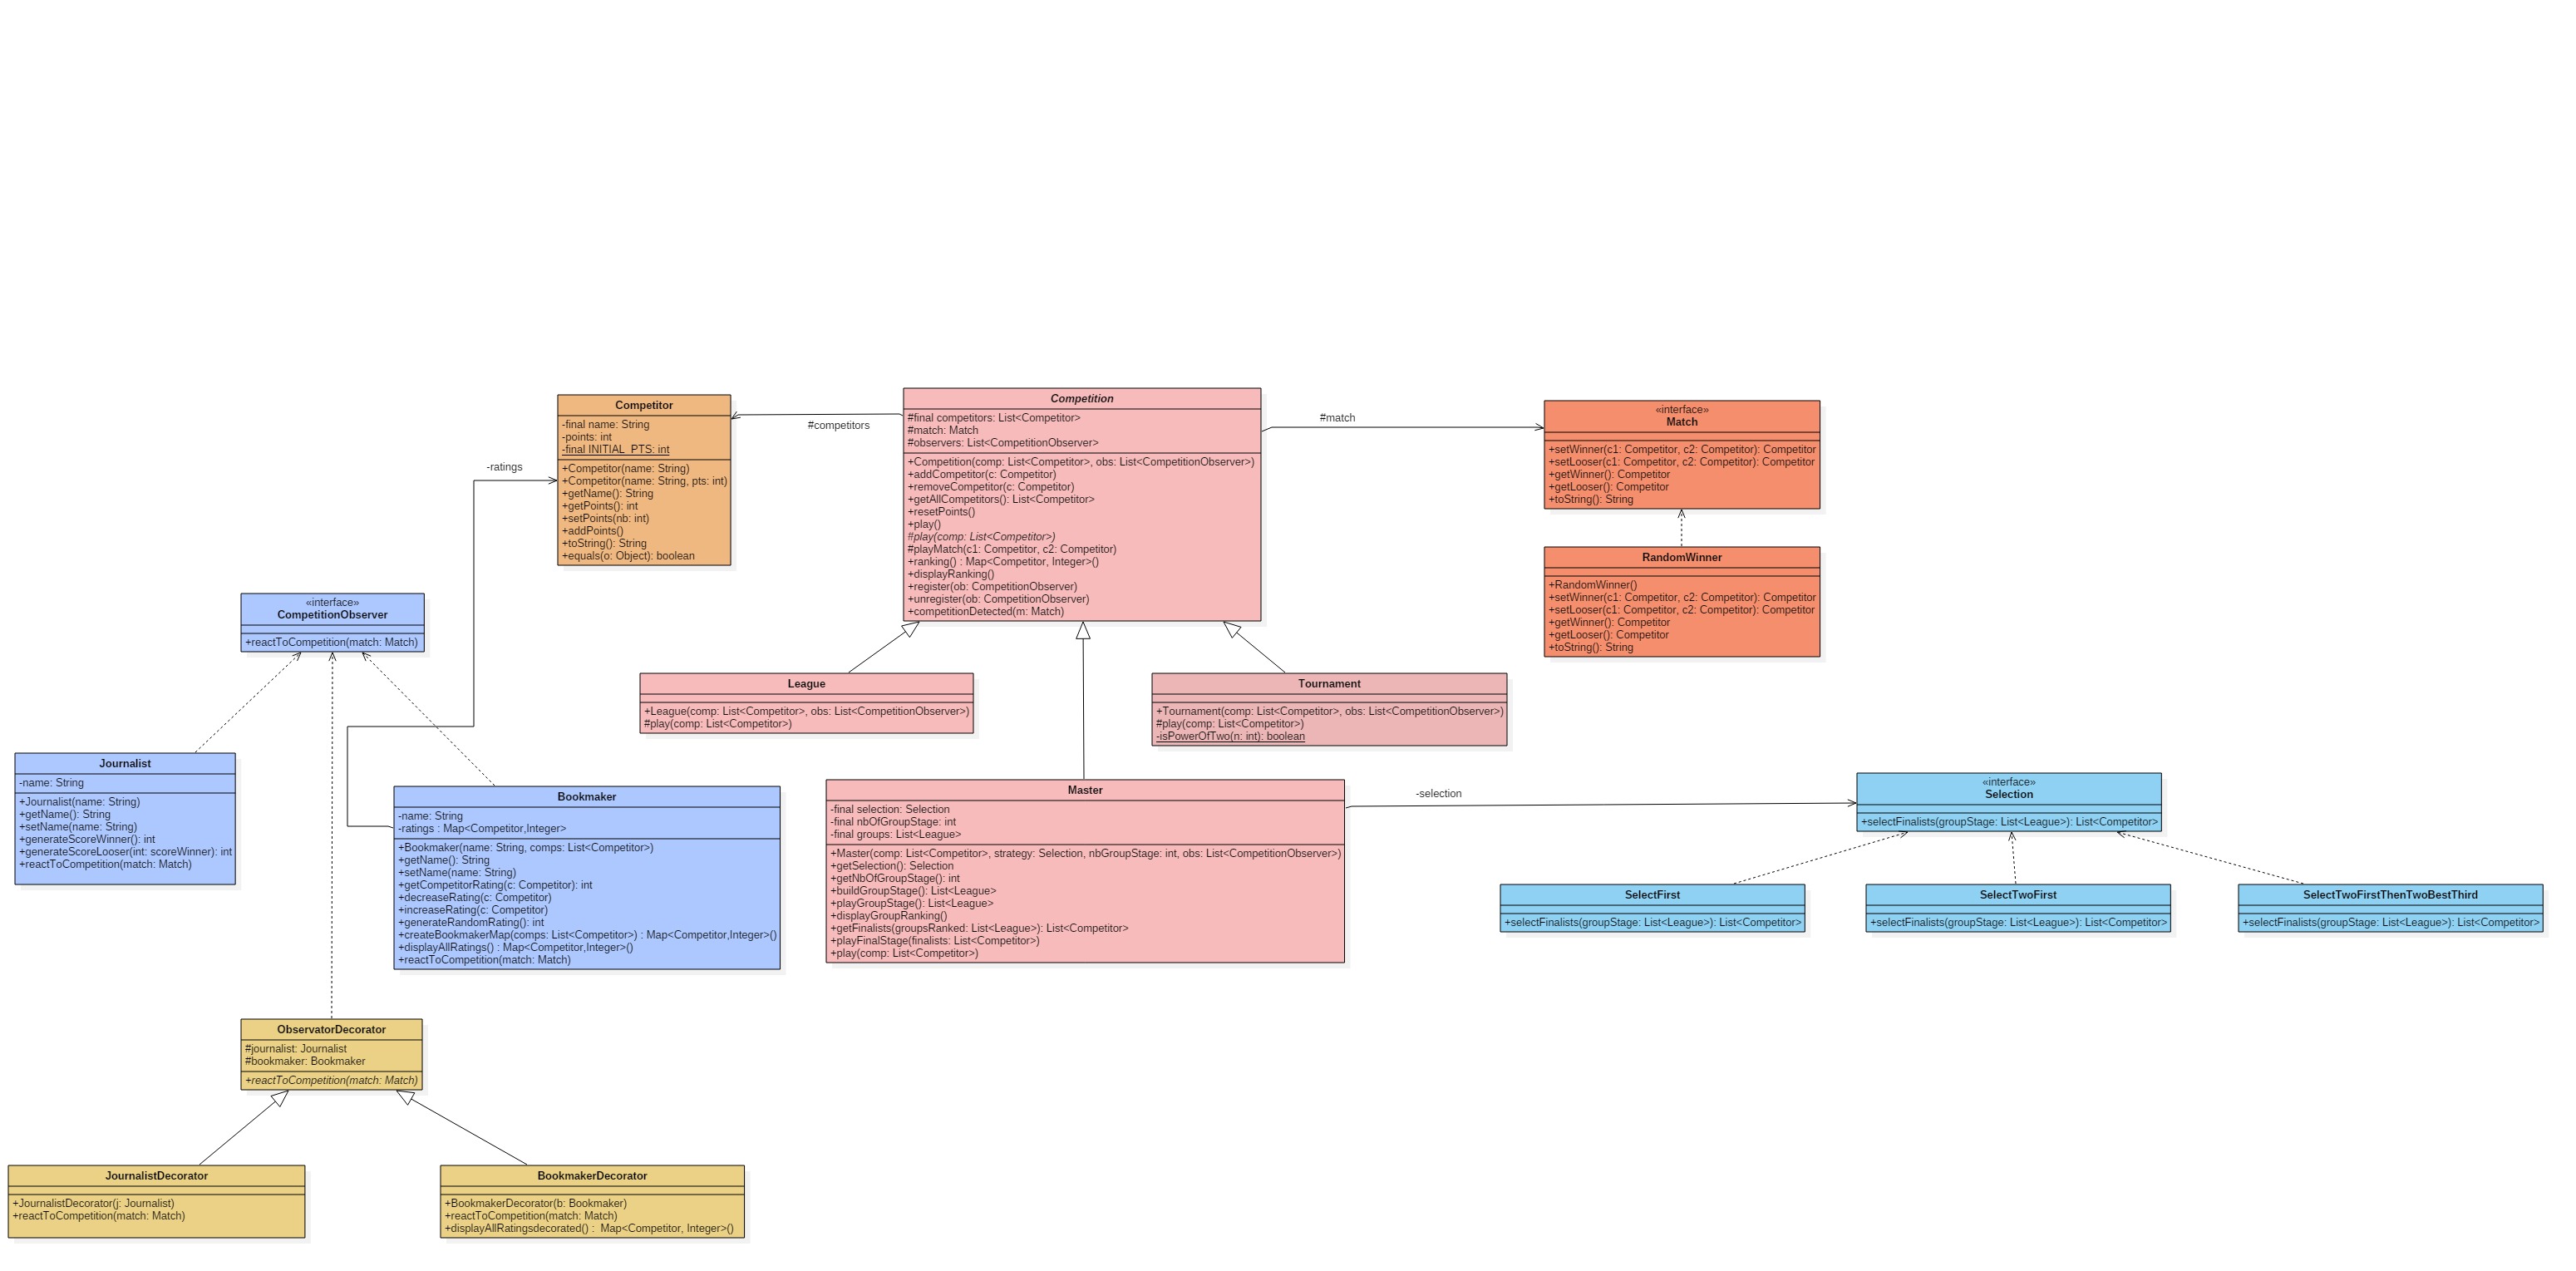 Competitor
-final name: String
-points: int
-final INITIAL_PTS: int
+Competitor(name: String)
+Competitor(name: String, pts: int)
+getName(): String
+getPoints(): int
+setPoints(nb: int)
+addPoints()
+toString(): String
+equals(o: Object): boolean
#competitors
Competition
#final competitors: List<Competitor>
#match: Match
#observers: List<CompetitionObserver>
+Competition(comp: List<Competitor>, obs: List<CompetitionObserver>)
+addCompetitor(c: Competitor)
+removeCompetitor(c: Competitor)
+getAllCompetitors(): List<Competitor>
+resetPoints()
+play()
#play(comp: List<Competitor>)
#playMatch(c1: Competitor, c2: Competitor)
+ranking() : Map<Competitor, Integer>()
+displayRanking()
+register(ob: CompetitionObserver)
+unregister(ob: CompetitionObserver)
+competitionDetected(m: Match)
#match
«interface»
Match
+setWinner(c1: Competitor, c2: Competitor): Competitor
+setLooser(c1: Competitor, c2: Competitor): Competitor
+getWinner(): Competitor
+getLooser(): Competitor
+toString(): String
RandomWinner
+RandomWinner()
+setWinner(c1: Competitor, c2: Competitor): Competitor
+setLooser(c1: Competitor, c2: Competitor): Competitor
+getWinner(): Competitor
+getLooser(): Competitor
+toString(): String
-ratings
«interface»
CompetitionObserver
+reactToCompetition(match: Match)
League
+League(comp: List<Competitor>, obs: List<CompetitionObserver>)
#play(comp: List<Competitor>)
Tournament
+Tournament(comp: List<Competitor>, obs: List<CompetitionObserver>)
#play(comp: List<Competitor>)
-isPowerOfTwo(n: int): boolean
Journalist
-name: String
+Journalist(name: String)
+getName(): String
+setName(name: String)
+generateScoreWinner(): int
+generateScoreLooser(int: scoreWinner): int
+reactToCompetition(match: Match)
Bookmaker
-name: String
-ratings : Map<Competitor,Integer>
+Bookmaker(name: String, comps: List<Competitor>)
+getName(): String
+setName(name: String)
+getCompetitorRating(c: Competitor): int
+decreaseRating(c: Competitor)
+increaseRating(c: Competitor)
+generateRandomRating(): int
+createBookmakerMap(comps: List<Competitor>) : Map<Competitor,Integer>()
+displayAllRatings() : Map<Competitor,Integer>()
+reactToCompetition(match: Match)
Master
-final selection: Selection
-final nbOfGroupStage: int
-final groups: List<League>
+Master(comp: List<Competitor>, strategy: Selection, nbGroupStage: int, obs: List<CompetitionObserver>)
+getSelection(): Selection
+getNbOfGroupStage(): int
+buildGroupStage(): List<League>
+playGroupStage(): List<League>
+displayGroupRanking()
+getFinalists(groupsRanked: List<League>): List<Competitor>
+playFinalStage(finalists: List<Competitor>)
+play(comp: List<Competitor>)
-selection
«interface»
Selection
+selectFinalists(groupStage: List<League>): List<Competitor>
SelectFirst
+selectFinalists(groupStage: List<League>): List<Competitor>
SelectTwoFirst
+selectFinalists(groupStage: List<League>): List<Competitor>
SelectTwoFirstThenTwoBestThird
+selectFinalists(groupStage: List<League>): List<Competitor>
ObservatorDecorator
#journalist: Journalist
#bookmaker: Bookmaker
+reactToCompetition(match: Match)
JournalistDecorator
+JournalistDecorator(j: Journalist)
+reactToCompetition(match: Match)
BookmakerDecorator
+BookmakerDecorator(b: Bookmaker)
+reactToCompetition(match: Match)
+displayAllRatingsdecorated() : Map<Competitor, Integer>()